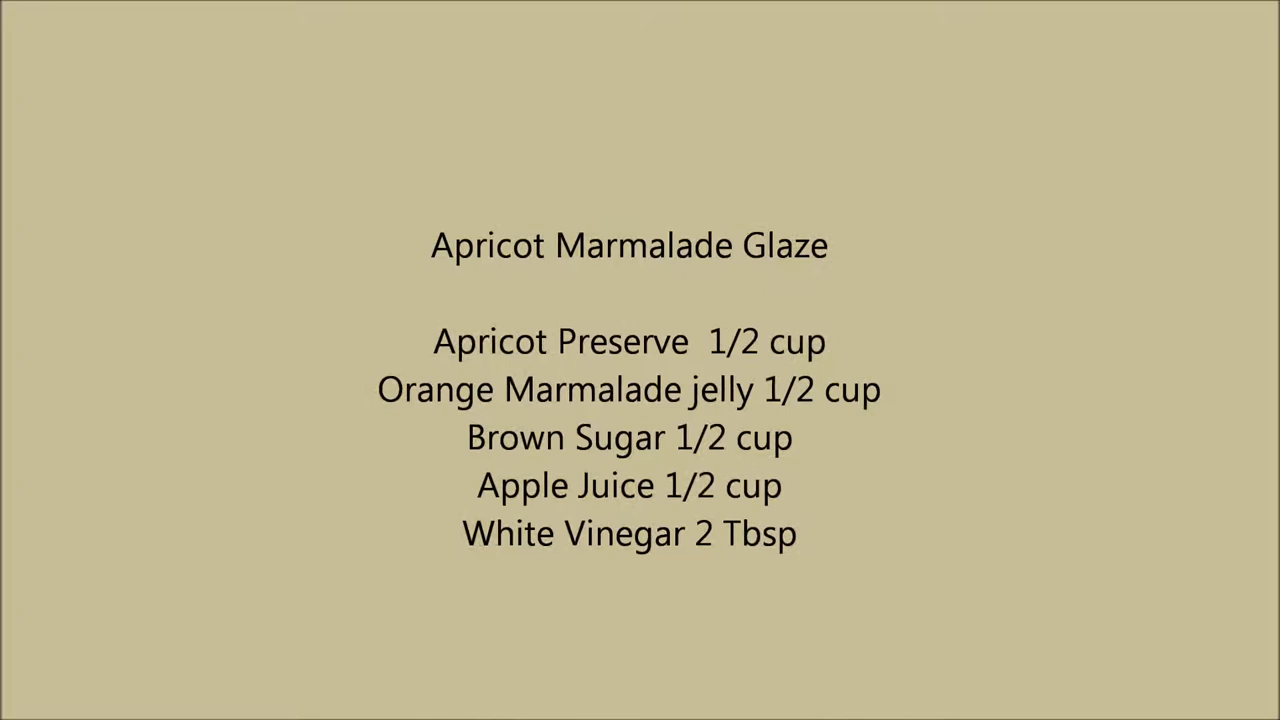 Apricot Marmalade Glaze
Apricot Preserve  1/2 cup
Orange Marmalade jelly 1/2 cup
Brown Sugar 1/2 cup
Apple Juice 1/2 cup
White Vinegar 2 Tbsp